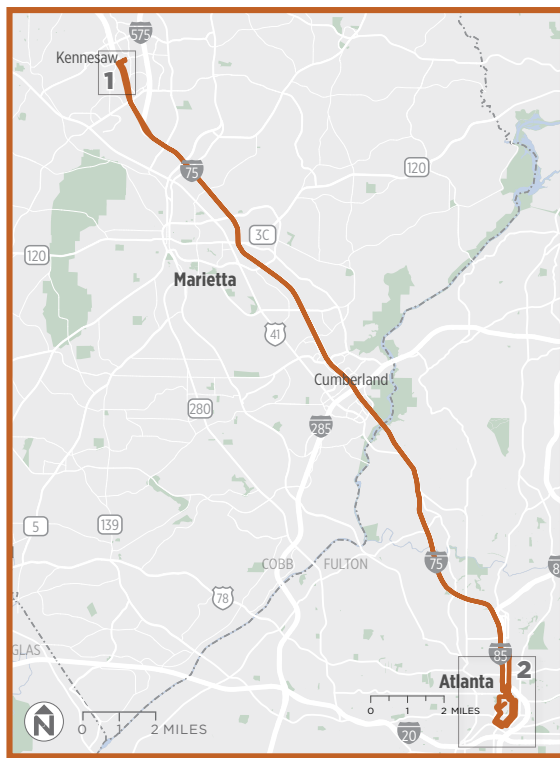 575
Kennesaw
1
75
120
3C
120
Marietta
41
Cumberland
280
285
5
139
75
COBB
FULTON
8
78
GLAS
85
2
Atlanta
0 1 2 MILES
N
0 1 2 MILES
20